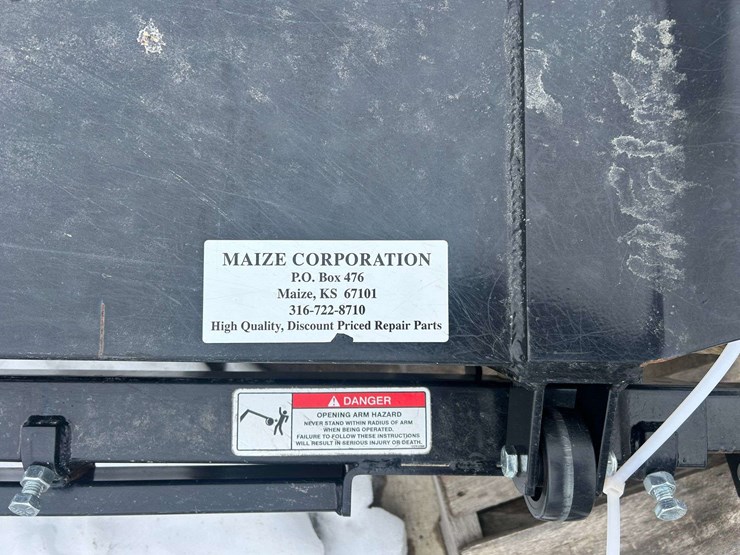 MAIZE CORPORATION
P.O. Box 476
Maize, KS 67101
316-722-8710
High Quality, Discount Priced Repair Parts
DANGER
OPENING ARM HAZARD
NEVER STAND WITHIN RADIUS OF ARM
WHEN BEING OPERATED.
FAILURE TO FOLLOW THESE INSTRUCTIONS
WILL RESULT IN SERIOUS INJURY OR DEATH.